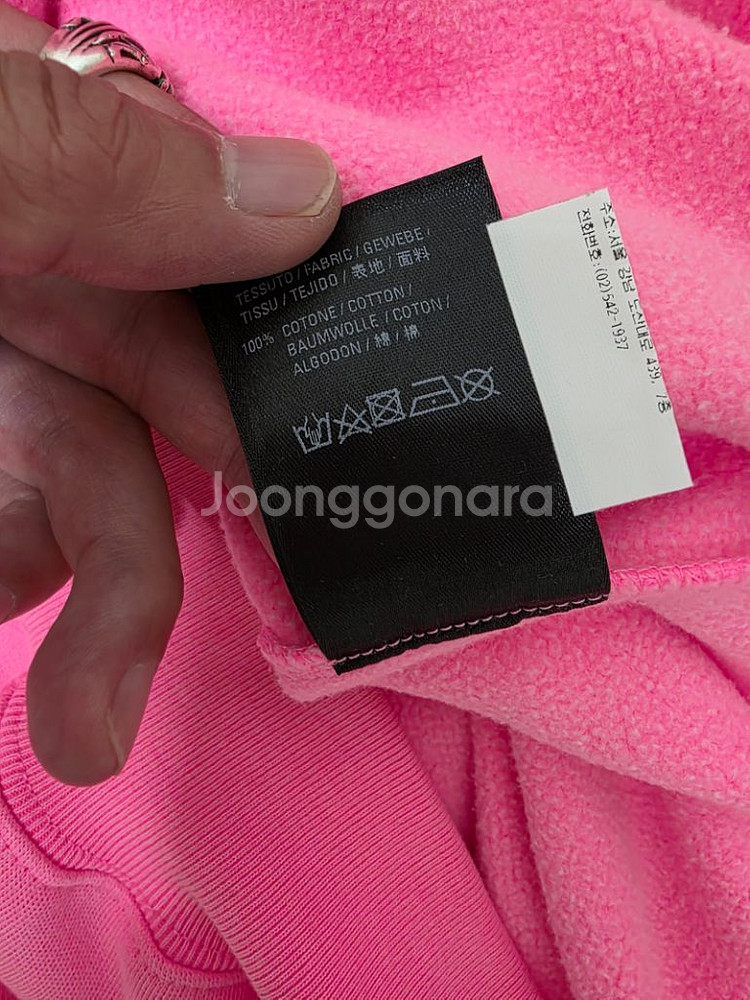 TESSUTO / FABRIC / GEWEBE /
TISSU / TEJIDO / 表地 / 面料
100% COTONE / COTTON /
BAUMWOLLE / COTON /
ALGODON / 綿 / 棉
주소:서울 강남 도산대로 439, 7층
전화번호:(02)542-1937
Joonggonara